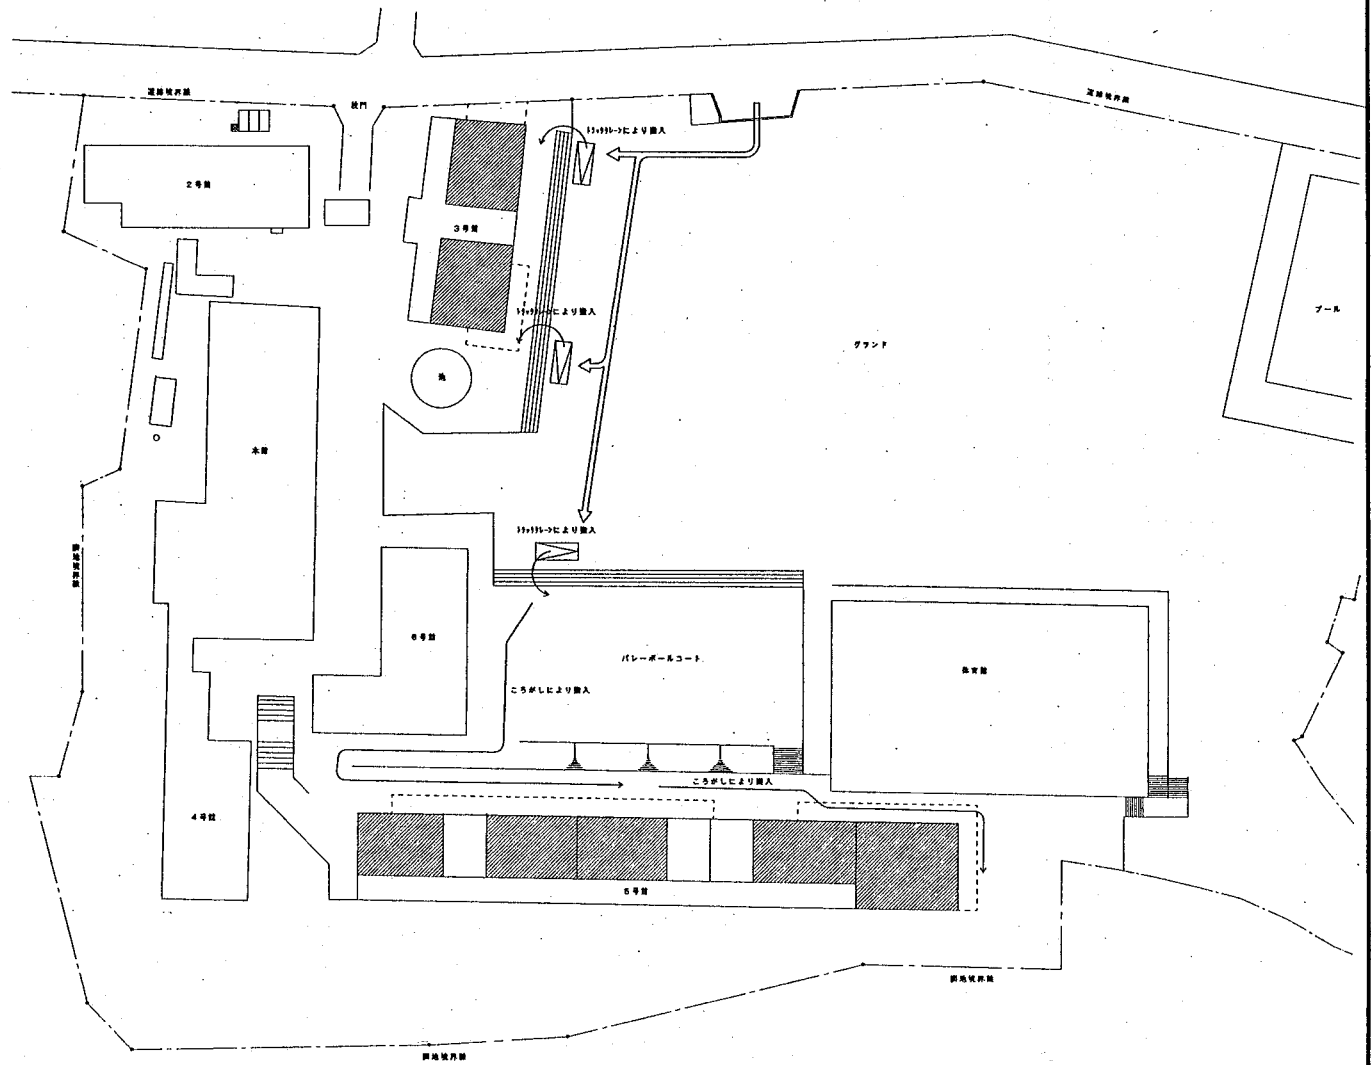 道路境界線
校門
道路境界線
トラッククレーンにより搬入
2号館
3号館
トラッククレーンにより搬入
プール
グランド
池
本館
トラッククレーンにより搬入
隣地境界線
6号館
バレーボールコート
体育館
ころがしにより搬入
ころがしにより搬入
4号館
5号館
隣地境界線
隣地境界線